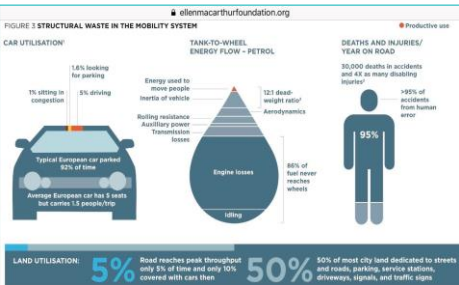 ellenmacarthurfoundation.org
FIGURE 3 STRUCTURAL WASTE IN THE MOBILITY SYSTEM
Productive use
CAR UTILISATION¹
1.6% looking
for parking
1% sitting in
congestion
5% driving
Typical European car parked
92% of time
Average European car has 5 seats
but carries 1.5 people/trip
TANK-TO-WHEEL
ENERGY FLOW – PETROL
Energy used to
move people
Inertia of vehicle
Rolling resistance
Auxiliary power
Transmission
losses
12:1 dead-
weight ratio²
Aerodynamics
Engine losses
86% of
fuel never
reaches
wheels
Idling
DEATHS AND INJURIES/
YEAR ON ROAD
30,000 deaths in accidents
and 4X as many disabling
injuries³
>95% of
accidents
from human
error
95%
LAND UTILISATION:
5%
Road reaches peak throughput
only 5% of time and only 10%
covered with cars then
50%
50% of most city land dedicated to streets
and roads, parking, service stations,
driveways, signals, and traffic signs